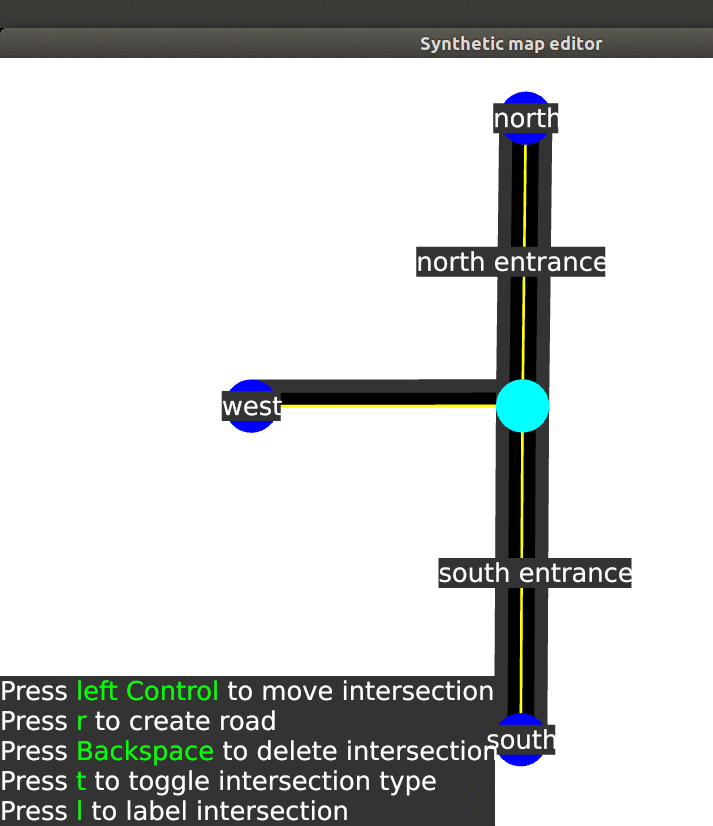 Synthetic map editor
north
north entrance
west
south entrance
Press left Control to move intersection
Press r to create road
south
Press Backspace to delete intersection
Press t to toggle intersection type
Press l to label intersection